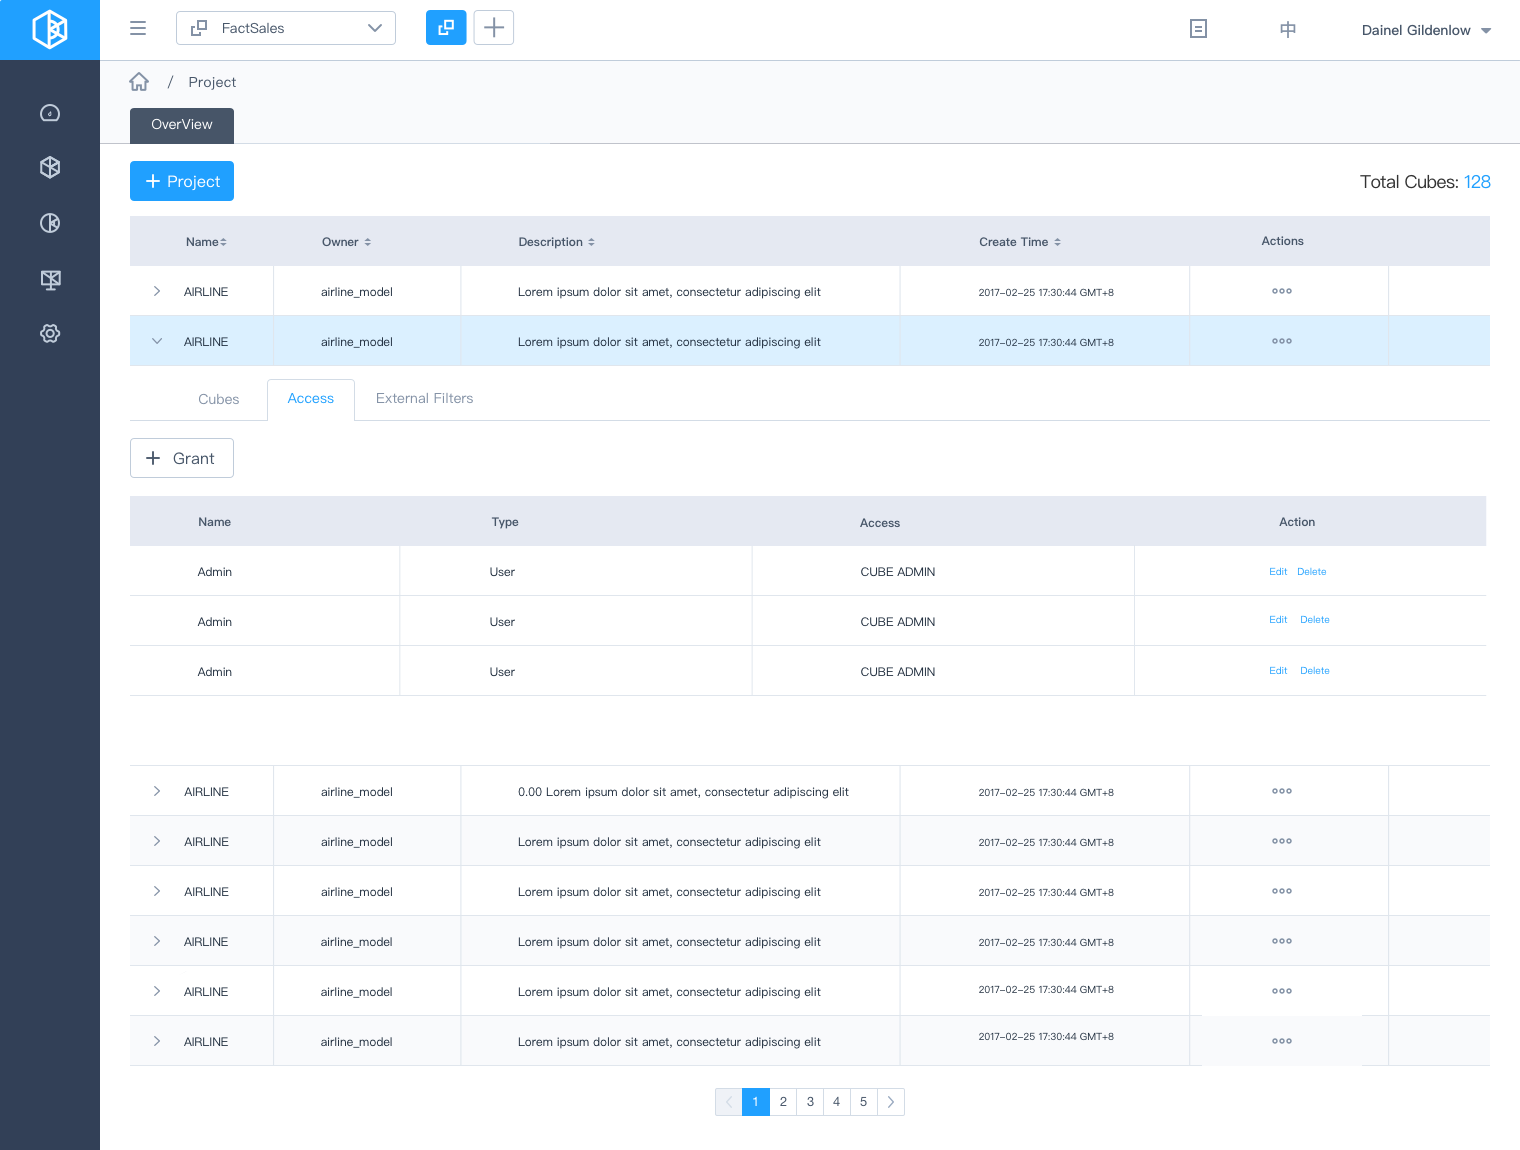 FactSales
中
Dainel Gildenlow
/ Project
OverView
+ Project
Total Cubes: 128
Name Owner Description Create Time Actions
AIRLINE airline_model Lorem ipsum dolor sit amet, consectetur adipiscing elit 2017-02-25 17:30:44 GMT+8
AIRLINE airline_model Lorem ipsum dolor sit amet, consectetur adipiscing elit 2017-02-25 17:30:44 GMT+8
Cubes Access External Filters
+ Grant
Name Type Access Action
Admin User CUBE ADMIN Edit Delete
Admin User CUBE ADMIN Edit Delete
Admin User CUBE ADMIN Edit Delete
AIRLINE airline_model 0.00 Lorem ipsum dolor sit amet, consectetur adipiscing elit 2017-02-25 17:30:44 GMT+8
AIRLINE airline_model Lorem ipsum dolor sit amet, consectetur adipiscing elit 2017-02-25 17:30:44 GMT+8
AIRLINE airline_model Lorem ipsum dolor sit amet, consectetur adipiscing elit 2017-02-25 17:30:44 GMT+8
AIRLINE airline_model Lorem ipsum dolor sit amet, consectetur adipiscing elit 2017-02-25 17:30:44 GMT+8
AIRLINE airline_model Lorem ipsum dolor sit amet, consectetur adipiscing elit 2017-02-25 17:30:44 GMT+8
AIRLINE airline_model Lorem ipsum dolor sit amet, consectetur adipiscing elit 2017-02-25 17:30:44 GMT+8
1 2 3 4 5